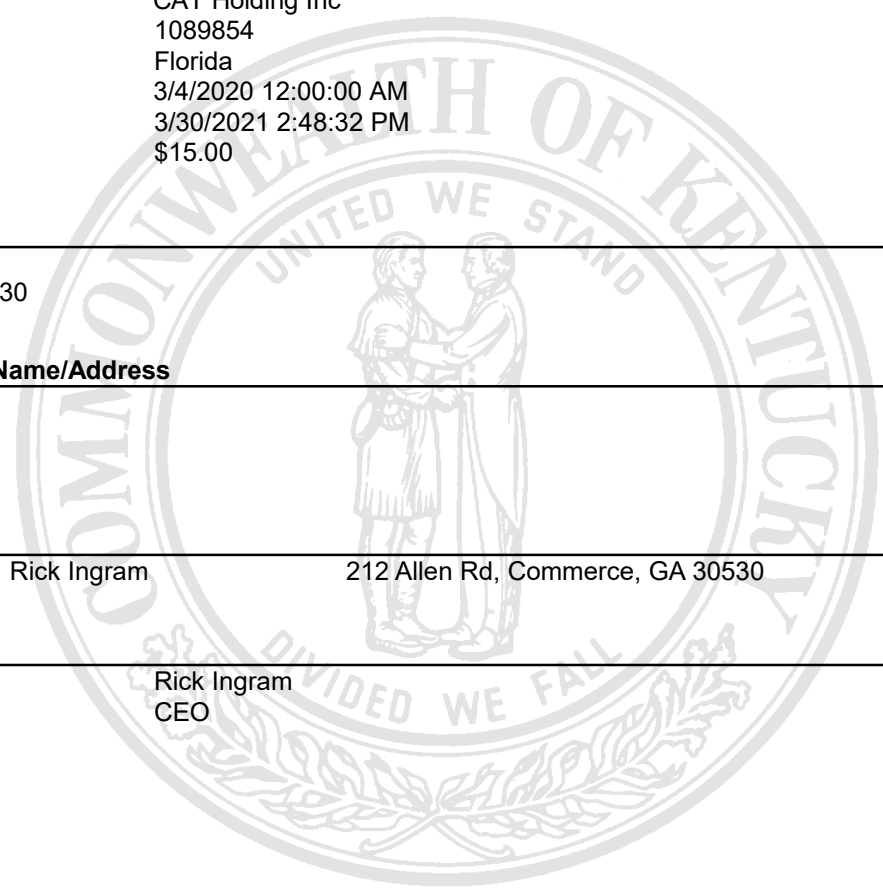 CAT Holding Inc
1089854
Florida
3/4/2020 12:00:00 AM
3/30/2021 2:48:32 PM
$15.00
30
Name/Address
Rick Ingram 212 Allen Rd, Commerce, GA 30530
Rick Ingram
CEO
COMMONWEALTH OF KENTUCKY
UNITED WE STAND
DIVIDED WE FALL